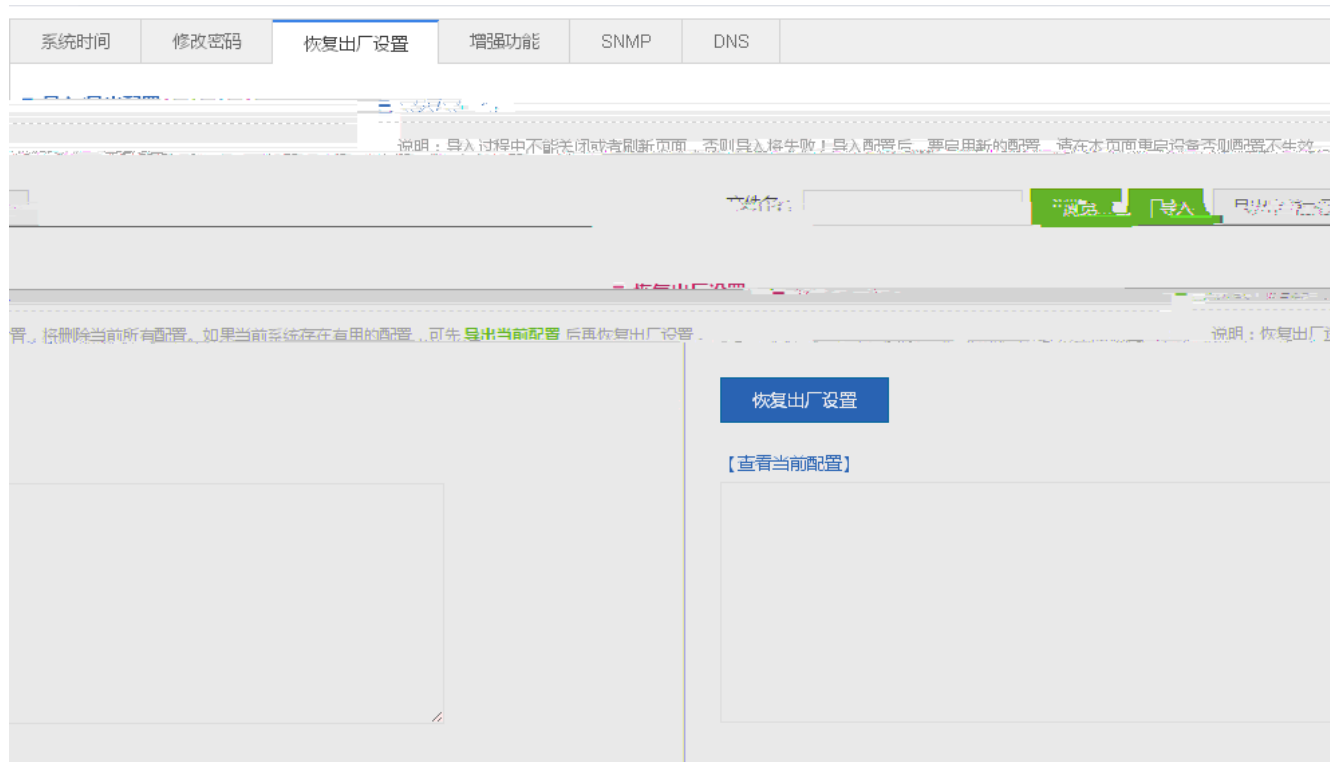 系统时间 修改密码 恢复出厂设置 增强功能 SNMP DNS
说明：导入过程中不能关闭或者刷新页面，否则导入将失败！导入配置后，要启用新的配置，请在本页面重启设备否则配置不生效
文件名： 浏览... 导入
恢复出厂设置
置，将删除当前所有配置。如果当前系统存在有用的配置，可先 导出当前配置 后再恢复出厂设置。
说明：恢复出厂
恢复出厂设置
【查看当前配置】